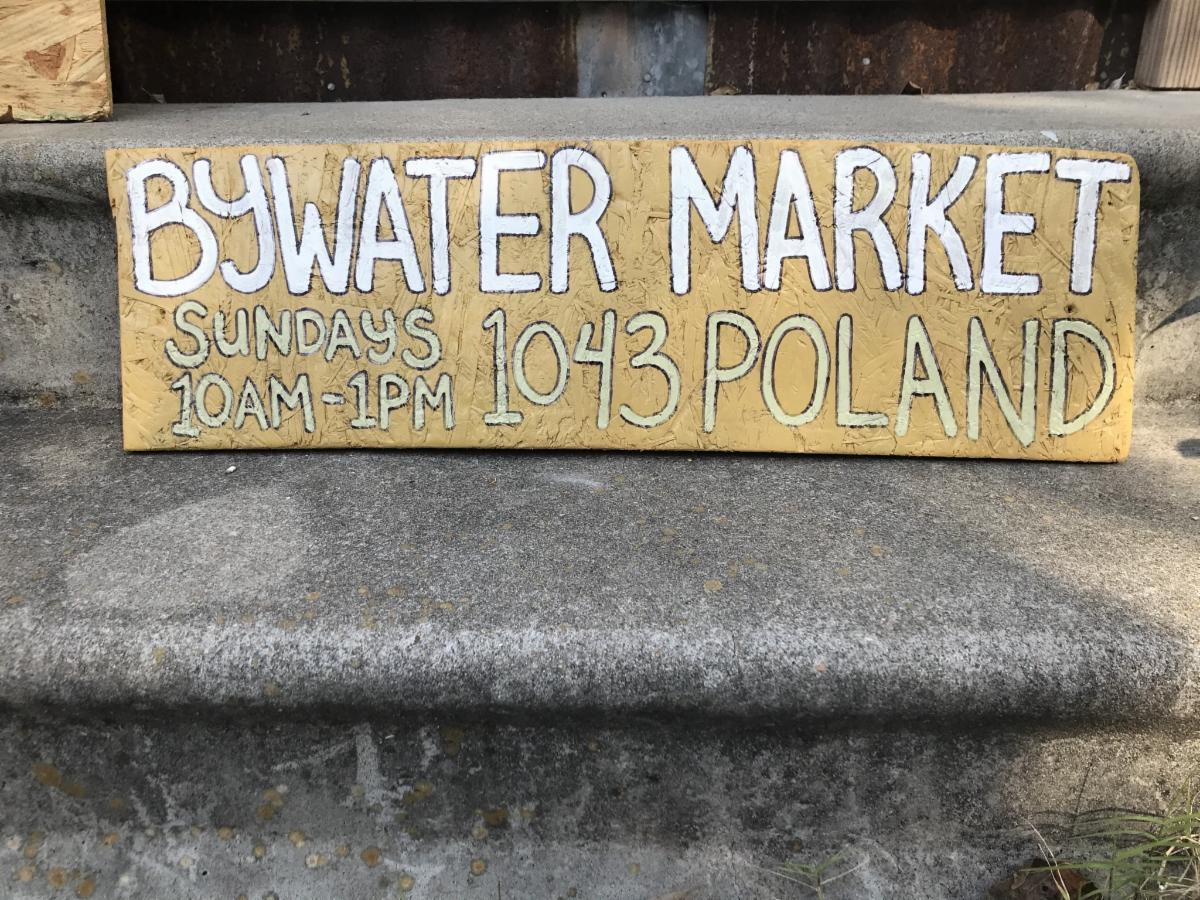 BYWATER MARKET
SUNDAYS
10AM-1PM
1043 POLAND